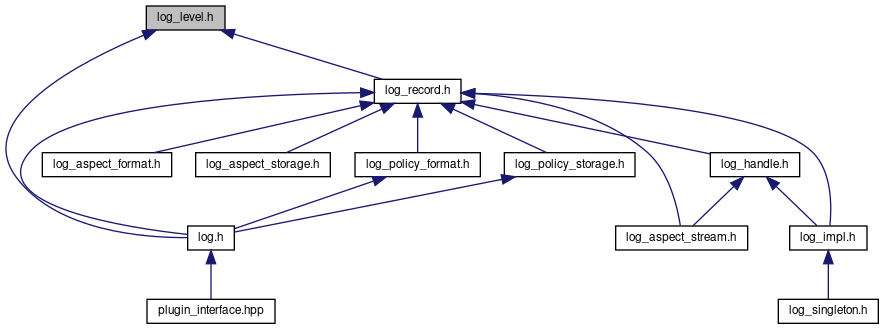 log_level.h
log_record.h
log_aspect_format.h
log_aspect_storage.h
log_policy_format.h
log_policy_storage.h
log_handle.h
log.h
log_aspect_stream.h
log_impl.h
plugin_interface.hpp
log_singleton.h